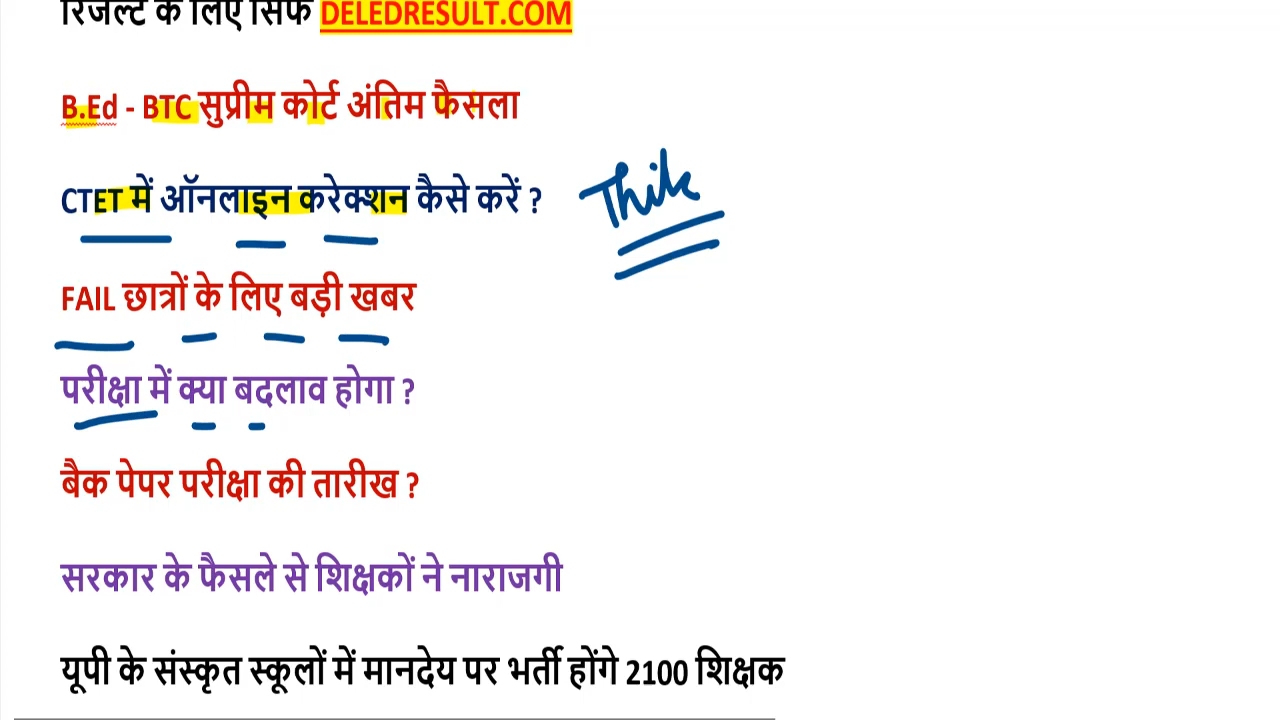 रिजल्ट के लिए सिर्फ DELEDRESULT.COM
B.Ed - BTC सुप्रीम कोर्ट अंतिम फैसला
CTET में ऑनलाइन करेक्शन कैसे करें ? Thik
FAIL छात्रों के लिए बड़ी खबर
परीक्षा में क्या बदलाव होगा ?
बैक पेपर परीक्षा की तारीख ?
सरकार के फैसले से शिक्षकों ने नाराजगी
यूपी के संस्कृत स्कूलों में मानदेय पर भर्ती होंगे 2100 शिक्षक